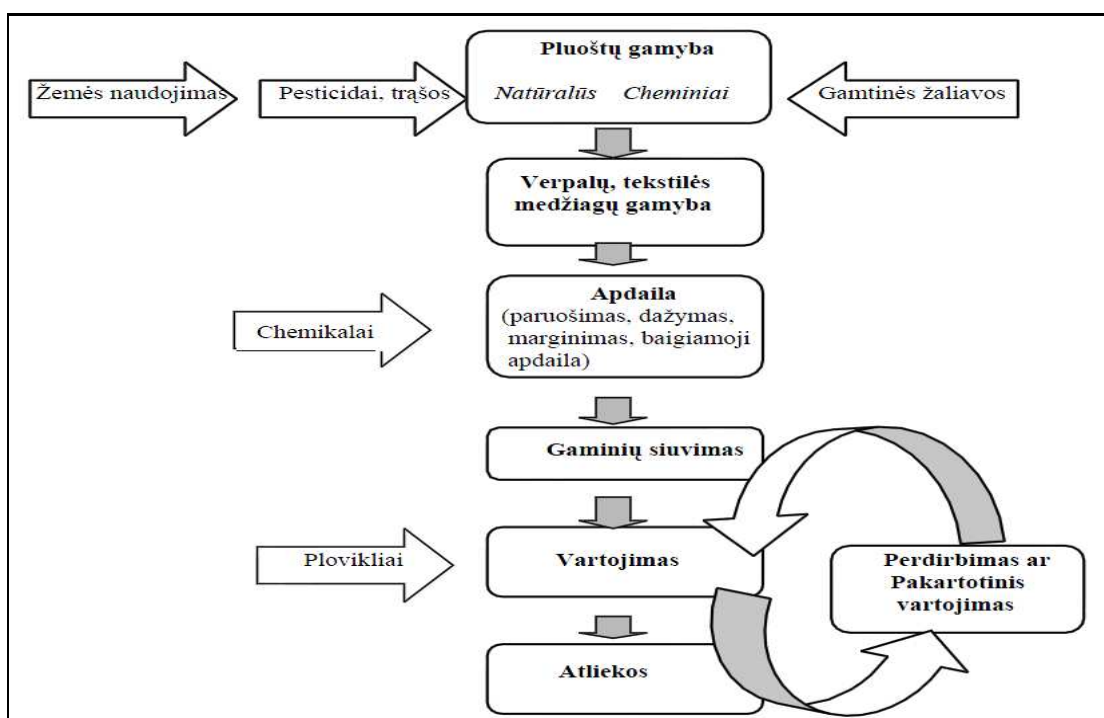 Pluoštų gamyba
Žemės naudojimas
Pesticidai, trąšos
Natūralūs Cheminiai
Gamtinės žaliavos
Verpalų, tekstilės
medžiagų gamyba
Apdaila
(paruošimas, dažymas,
marginimas, baigiamoji
apdaila)
Chemikalai
Gaminių siuvimas
Vartojimas
Plovikliai
Perdirbimas ar
Pakartotinis
vartojimas
Atliekos